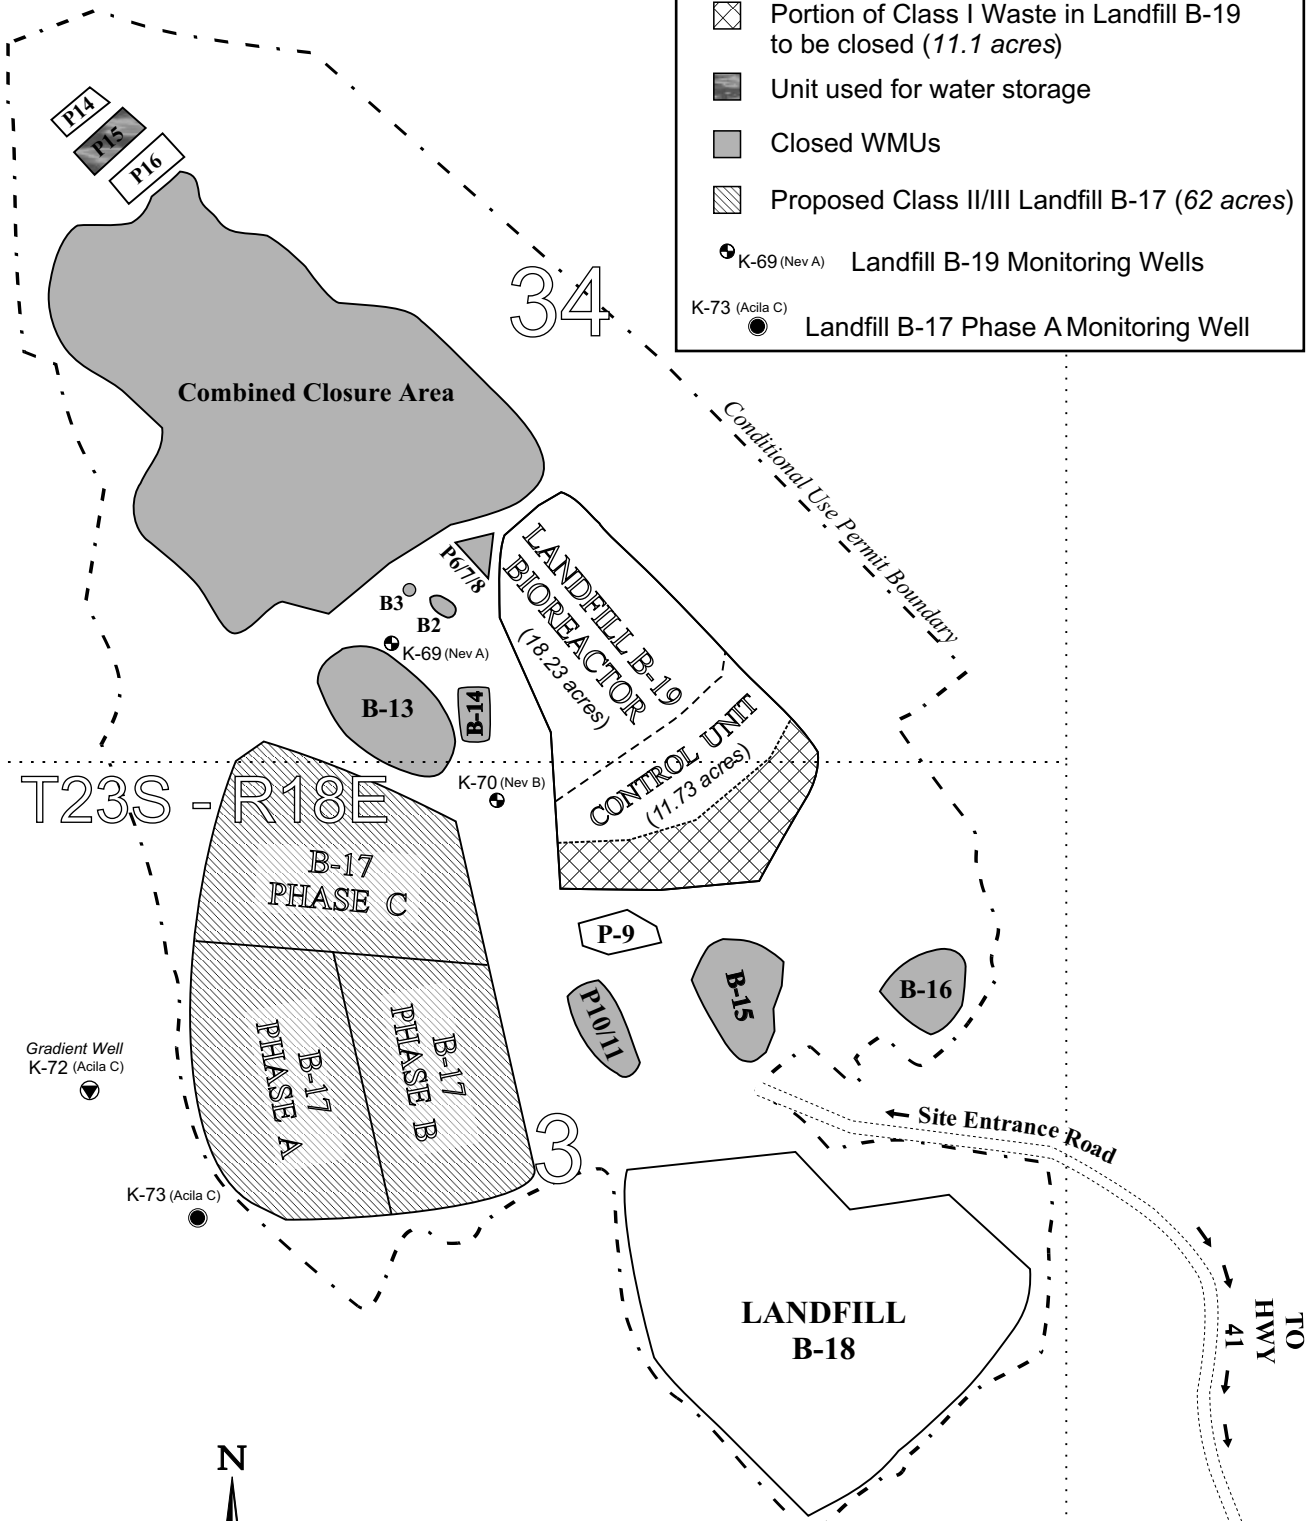 Portion of Class I Waste in Landfill B-19
to be closed (11.1 acres)
Unit used for water storage
Closed WMUs
Proposed Class II/III Landfill B-17 (62 acres)
K-69 (Nev A) Landfill B-19 Monitoring Wells
K-73 (Acila C)
Landfill B-17 Phase A Monitoring Well
P14
P15
P16
34
Combined Closure Area
Conditional Use Permit Boundary
P6/7/8
B3
B2
K-69 (Nev A)
LANDFILL B-19
BIOREACTOR
(18.23 acres)
B-13
B-14
CONTROL UNIT
(11.73 acres)
K-70 (Nev B)
T23S - R18E
B-17
PHASE C
P-9
B-15
B-16
P10/11
B-17
PHASE A
B-17
PHASE B
Gradient Well
K-72 (Acila C)
K-73 (Acila C)
3
Site Entrance Road
LANDFILL
B-18
TO
HWY
41
N